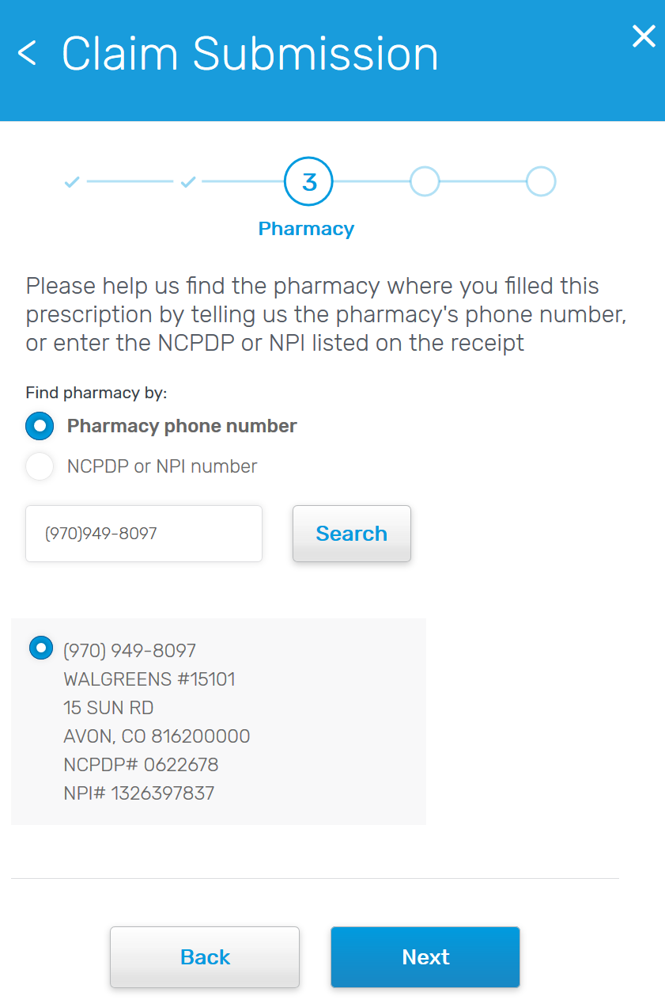 Claim Submission
3
Pharmacy
Please help us find the pharmacy where you filled this
prescription by telling us the pharmacy's phone number,
or enter the NCPDP or NPI listed on the receipt
Find pharmacy by:
Pharmacy phone number
NCPDP or NPI number
(970)949-8097
Search
(970) 949-8097
WALGREENS #15101
15 SUN RD
AVON, CO 816200000
NCPDP# 0622678
NPI# 1326397837
Back
Next